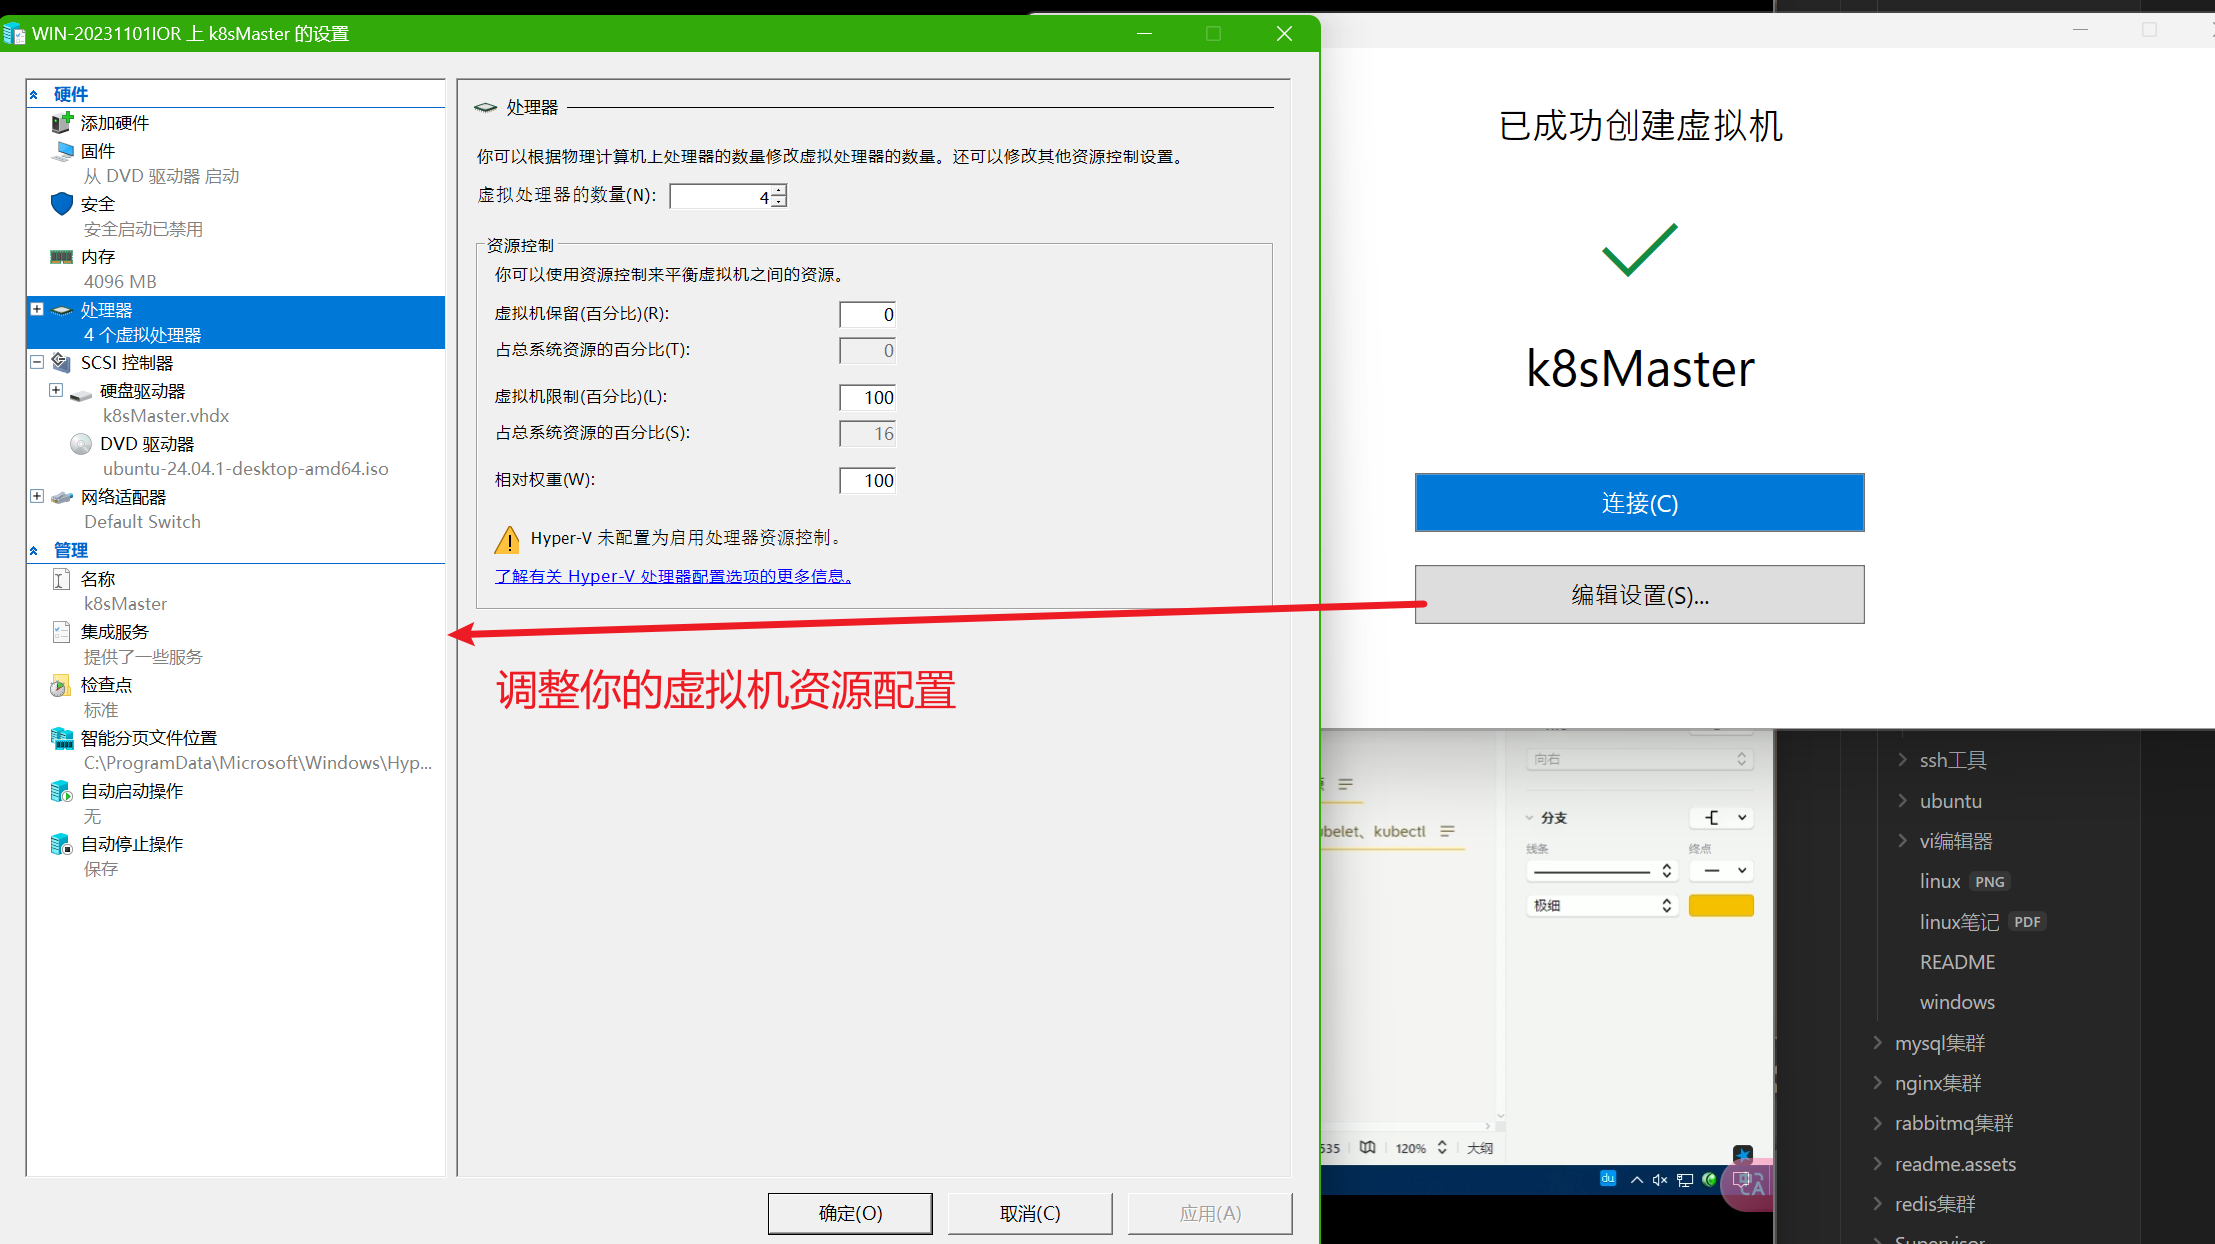 WIN-20231101IOR 上 k8sMaster 的设置
硬件
添加硬件
固件
从 DVD 驱动器 启动
安全
安全启动已禁用
内存
4096 MB
处理器
4 个虚拟处理器
SCSI 控制器
硬盘驱动器
k8sMaster.vhdx
DVD 驱动器
ubuntu-24.04.1-desktop-amd64.iso
网络适配器
Default Switch
管理
名称
k8sMaster
集成服务
提供了一些服务
检查点
标准
智能分页文件位置
C:\ProgramData\Microsoft\Windows\Hyp...
自动启动操作
无
自动停止操作
保存
处理器
你可以根据物理计算机上处理器的数量修改虚拟处理器的数量。还可以修改其他资源控制设置。
虚拟处理器的数量(N): 4
资源控制
你可以使用资源控制来平衡虚拟机之间的资源。
虚拟机保留(百分比)(R): 0
占总系统资源的百分比(T): 0
虚拟机限制(百分比)(L): 100
占总系统资源的百分比(S): 16
相对权重(W): 100
Hyper-V 未配置为启用处理器资源控制。
了解有关 Hyper-V 处理器配置选项的更多信息。
调整你的虚拟机资源配置
确定(O)
取消(C)
应用(A)
已成功创建虚拟机
k8sMaster
连接(C)
编辑设置(S)...
向右
belet、kubectl
分支
线条
终点
极细
535
120%
大纲
du
ssh工具
ubuntu
vi编辑器
linux PNG
linux笔记 PDF
README
windows
mysql集群
nginx集群
rabbitmq集群
readme.assets
redis集群
Supervisor